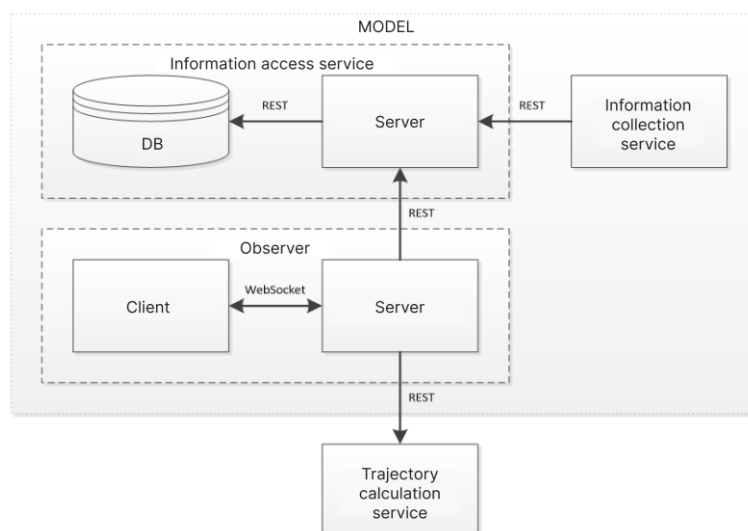 MODEL
Information access service
DB
REST
Server
REST
Information
collection
service
REST
Observer
Client
WebSocket
Server
REST
Trajectory
calculation
service